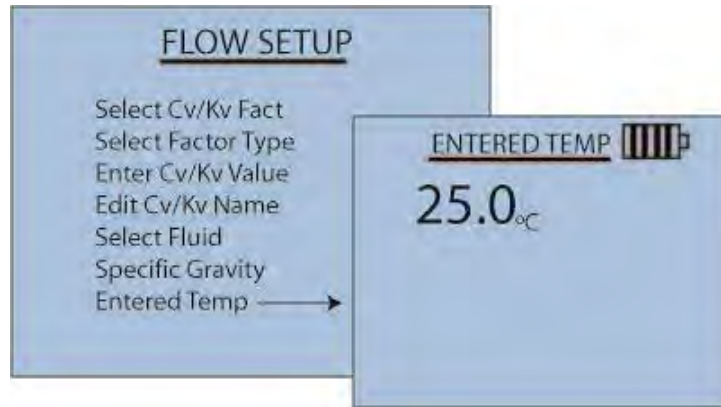 FLOW SETUP
Select Cv/Kv Fact
Select Factor Type
Enter Cv/Kv Value
Edit Cv/Kv Name
Select Fluid
Specific Gravity
Entered Temp
ENTERED TEMP
25.0°C